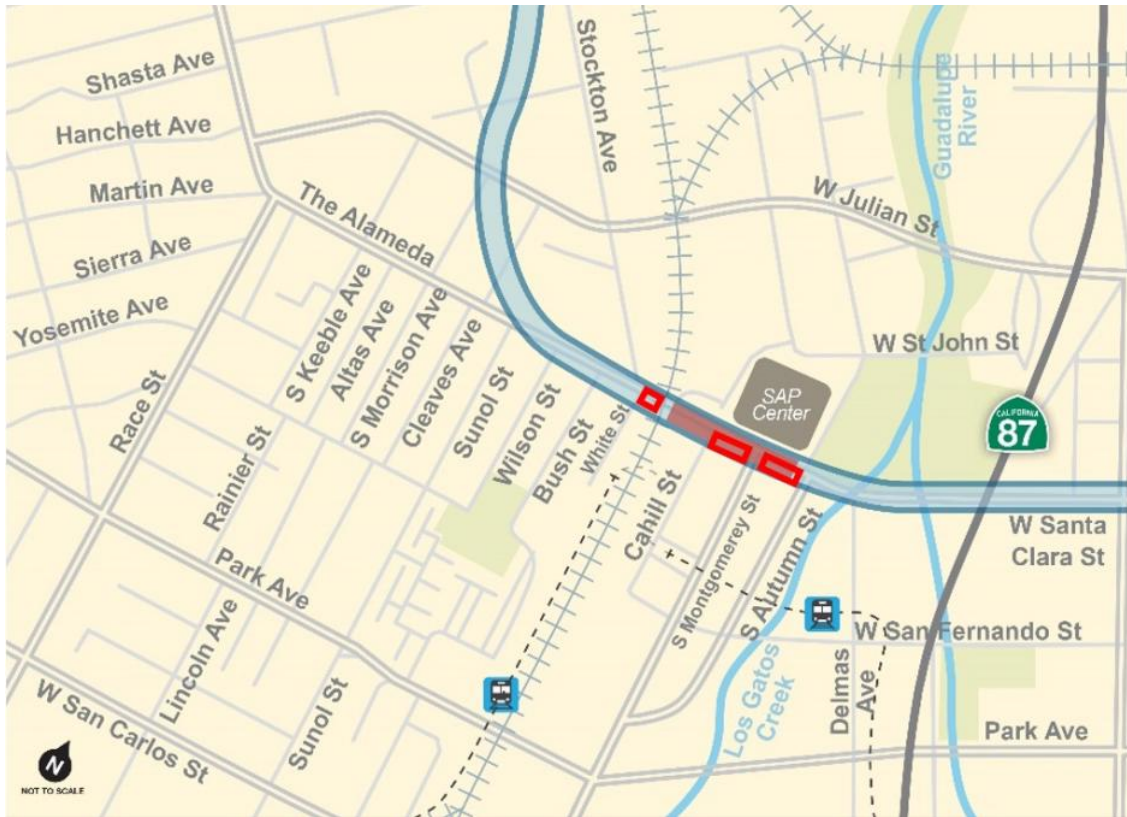 Shasta Ave
Hanchett Ave
Martin Ave
Sierra Ave
Yosemite Ave
Race St
The Alameda
Stockton Ave
Guadalupe
River
W Julian St
W St John St
SAP
Center
CALIFORNIA
87
S Keeble Ave
Altas Ave
S Morrison Ave
Cleaves Ave
Sunol St
Wilson St
Bush St
White St
Rainier St
Cahill St
S Montgomerey St
S Autumn St
W Santa
Clara St
Park Ave
Lincoln Ave
Sunol St
W San Carlos St
W San Fernando St
Los Gatos
Creek
Delmas
Ave
Park Ave
N
NOT TO SCALE